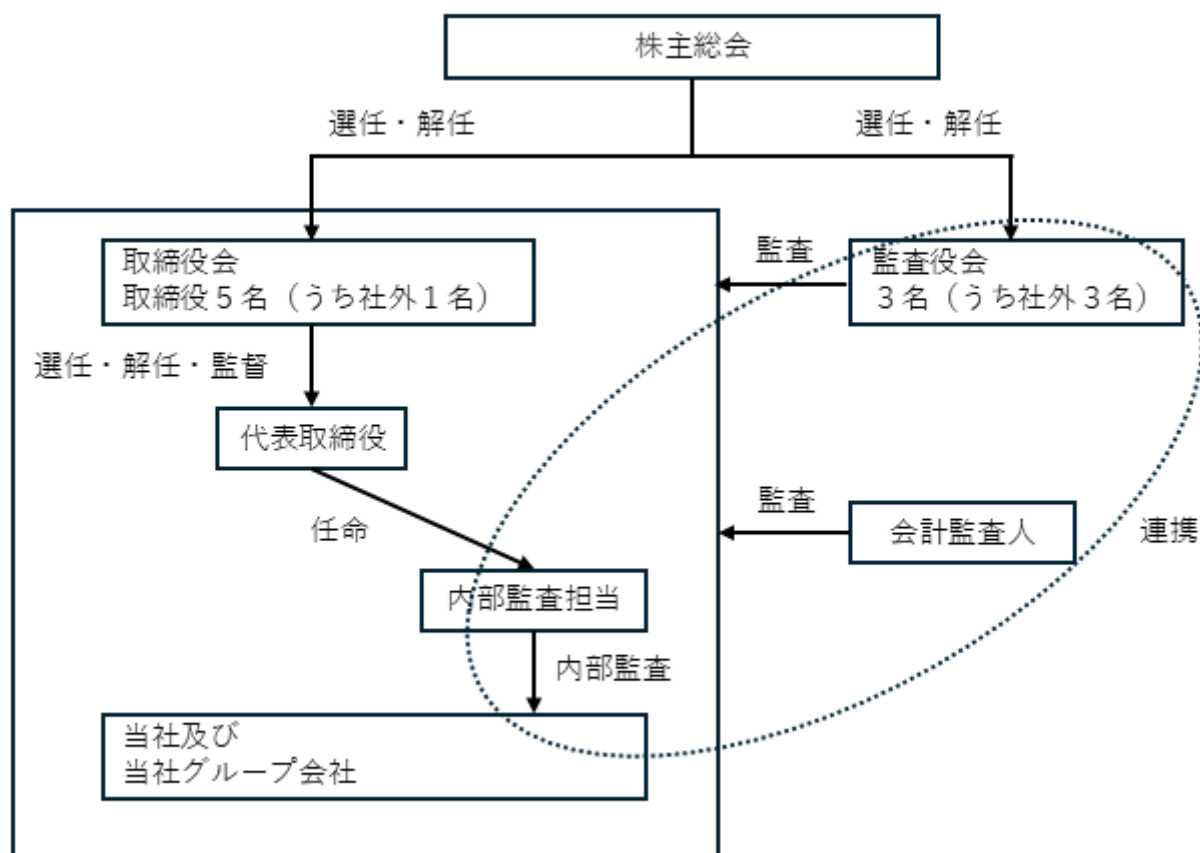 株主総会
選任・解任
選任・解任
取締役会
取締役５名（うち社外１名）
監査
監査役会
３名（うち社外３名）
選任・解任・監督
代表取締役
任命
監査
会計監査人
連携
内部監査担当
内部監査
当社及び
当社グループ会社